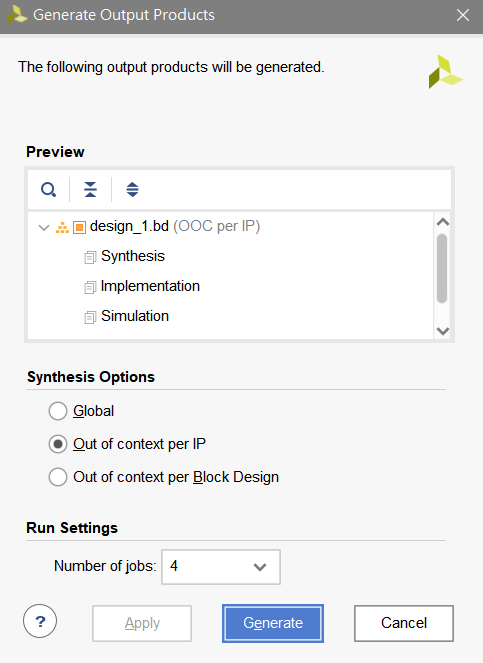 Generate Output Products
The following output products will be generated.
Preview
design_1.bd (OOC per IP)
Synthesis
Implementation
Simulation
Synthesis Options
Global
Out of context per IP
Out of context per Block Design
Run Settings
Number of jobs: 4
? Apply Generate Cancel